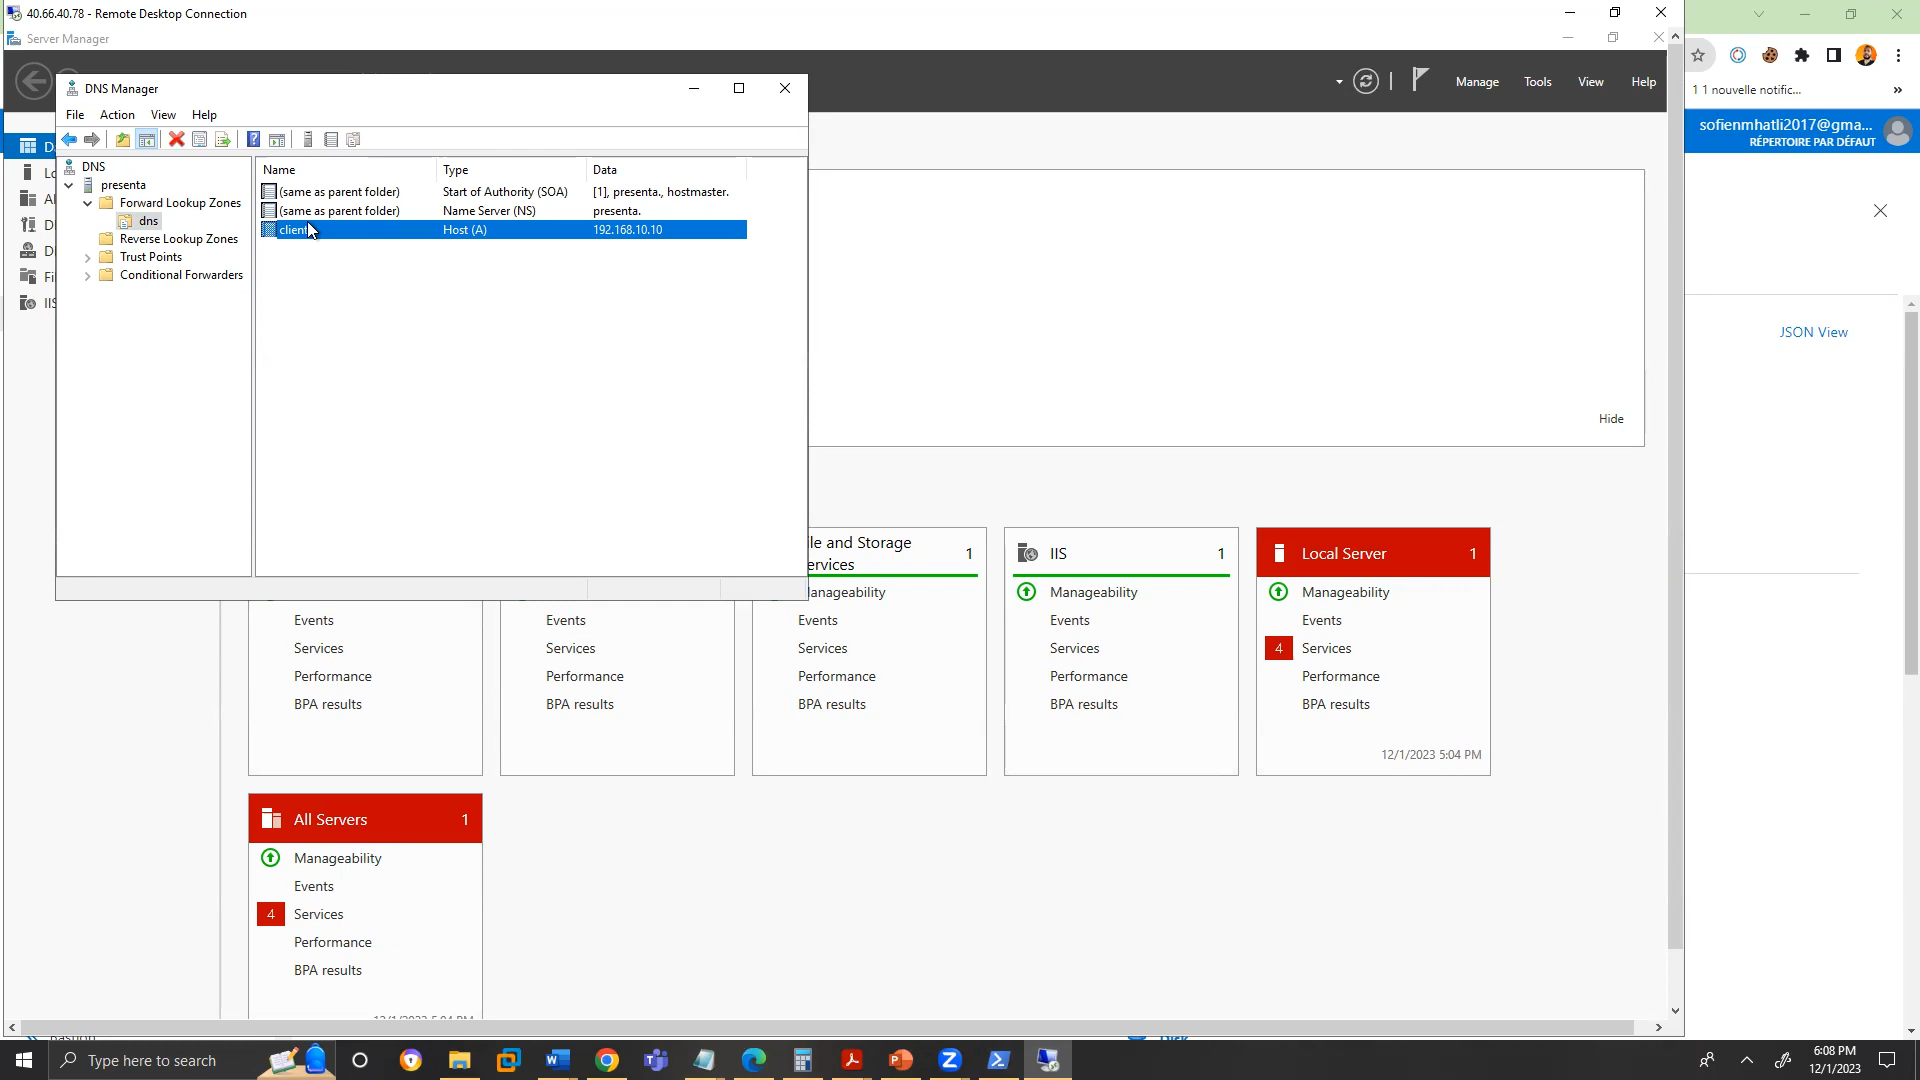 40.66.40.78 - Remote Desktop Connection
Server Manager
Manage Tools View Help
1 1 nouvelle notific...
»
sofienmhatli2017@gma...
RÉPERTOIRE PAR DÉFAUT
JSON View
DNS Manager
File Action View Help
DNS
presenta
Forward Lookup Zones
dns
Reverse Lookup Zones
Trust Points
Conditional Forwarders
Name Type Data
(same as parent folder) Start of Authority (SOA) [1], presenta., hostmaster.
(same as parent folder) Name Server (NS) presenta.
client Host (A) 192.168.10.10
Hide
ile and Storage
ervices
1
Manageability
Events
Services
Performance
BPA results
IIS 1
Manageability
Events
Services
Performance
BPA results
Local Server 1
Manageability
Events
4 Services
Performance
BPA results
12/1/2023 5:04 PM
Events
Services
Performance
BPA results
Events
Services
Performance
BPA results
All Servers 1
Manageability
Events
4 Services
Performance
BPA results
Type here to search
6:08 PM
12/1/2023